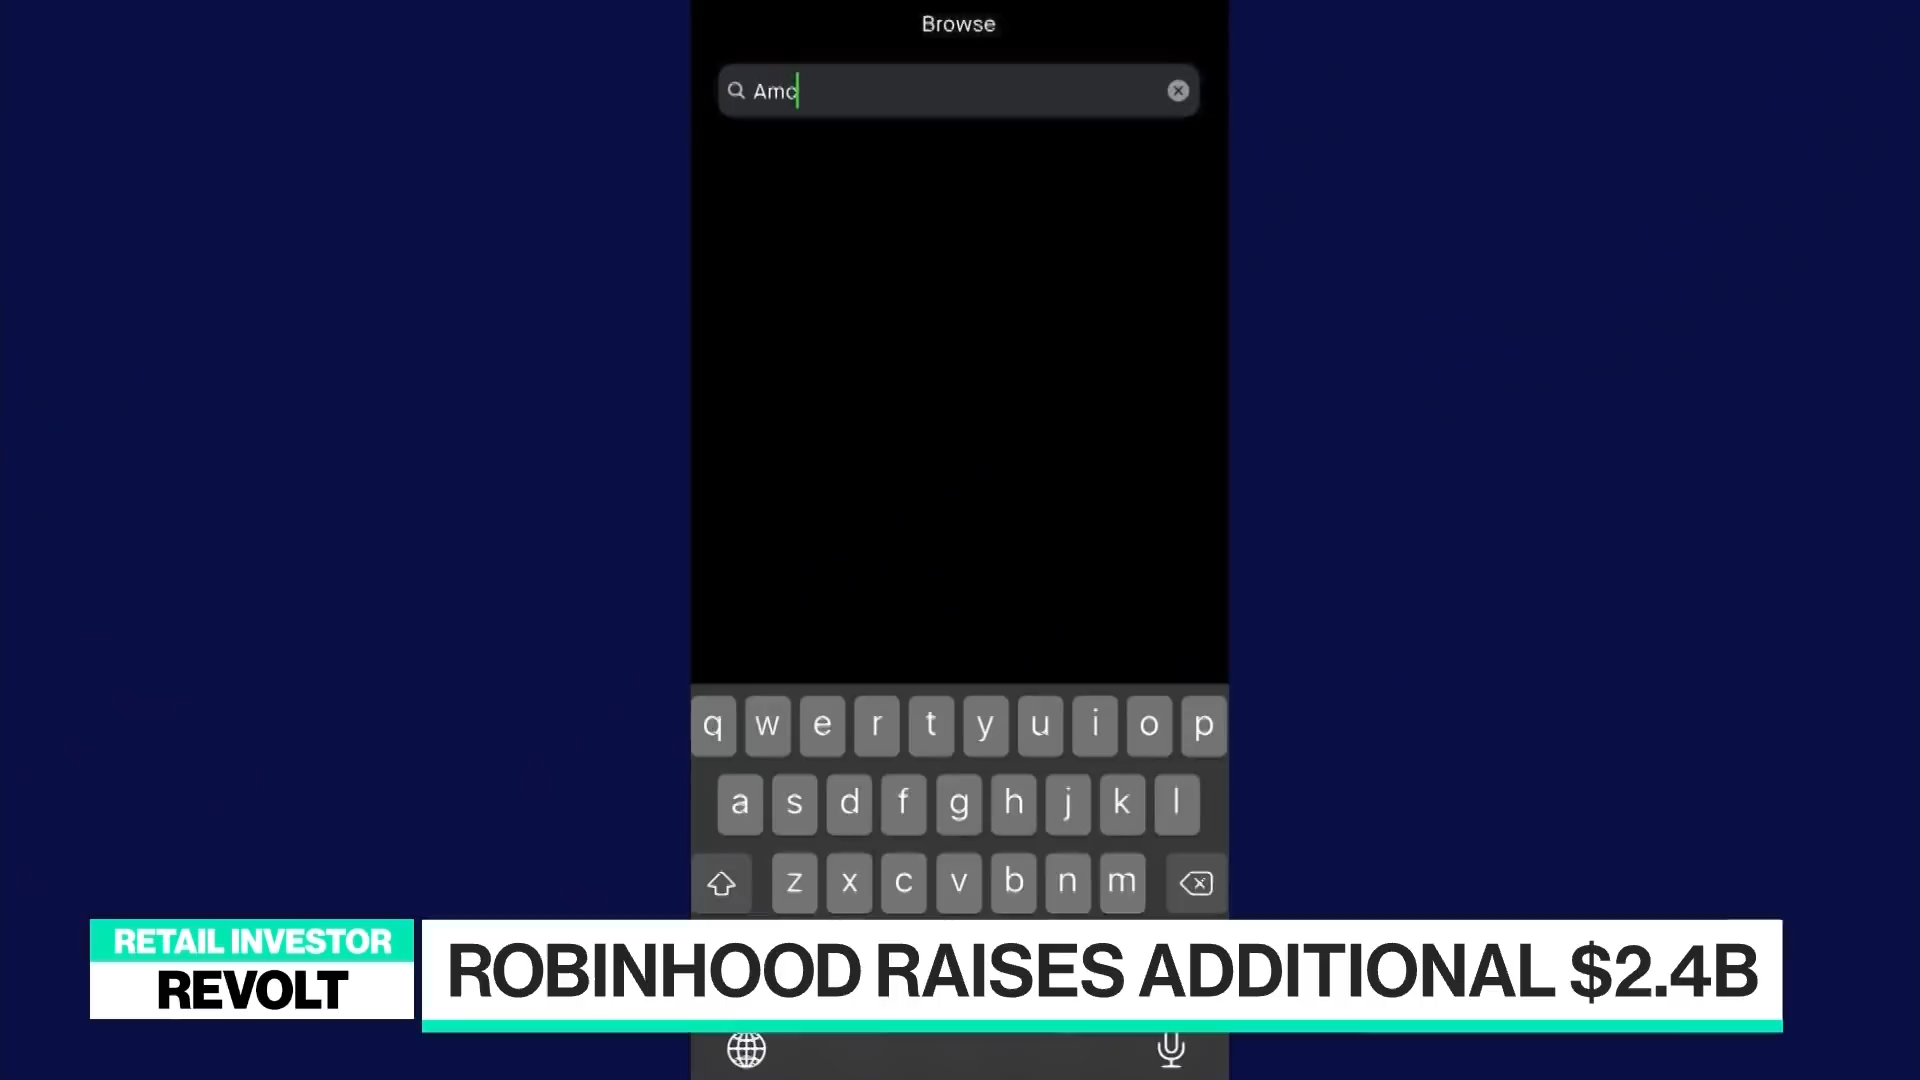 Browse
Amc
q w e r t y u i o p
a s d f g h j k l
z x c v b n m
RETAIL INVESTOR
REVOLT
ROBINHOOD RAISES ADDITIONAL $2.4B